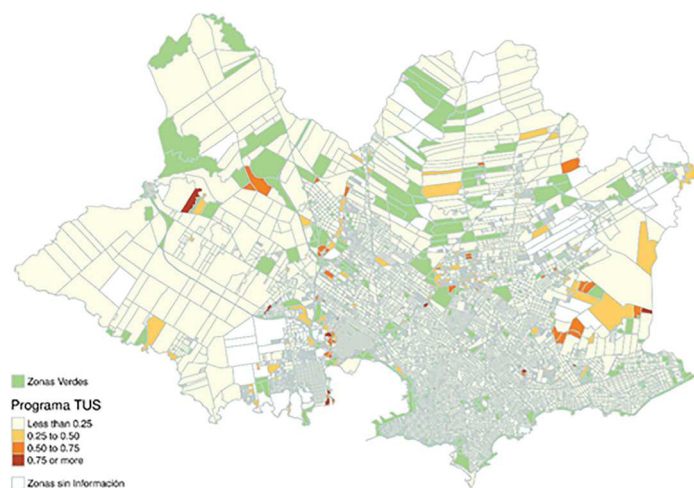 Zonas Verdes
Programa TUS
Less than 0.25
0.25 to 0.50
0.50 to 0.75
0.75 or more
Zonas sin Información